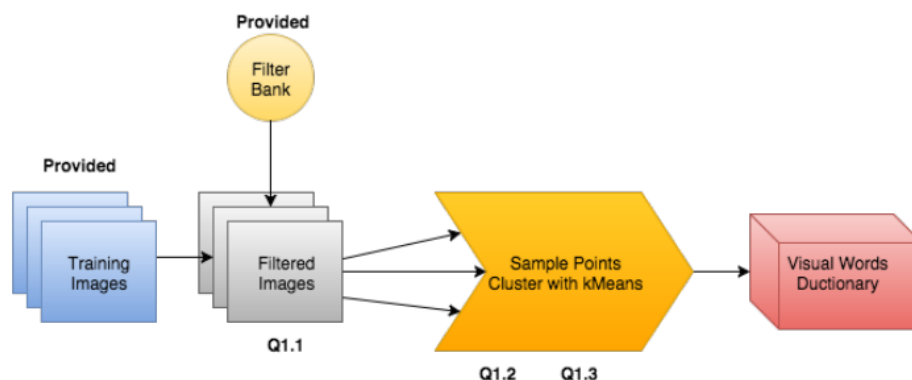 Provided
Filter
Bank
Provided
Training
Images
Filtered
Images
Sample Points
Cluster with kMeans
Visual Words
Ductionary
Q1.1
Q1.2
Q1.3